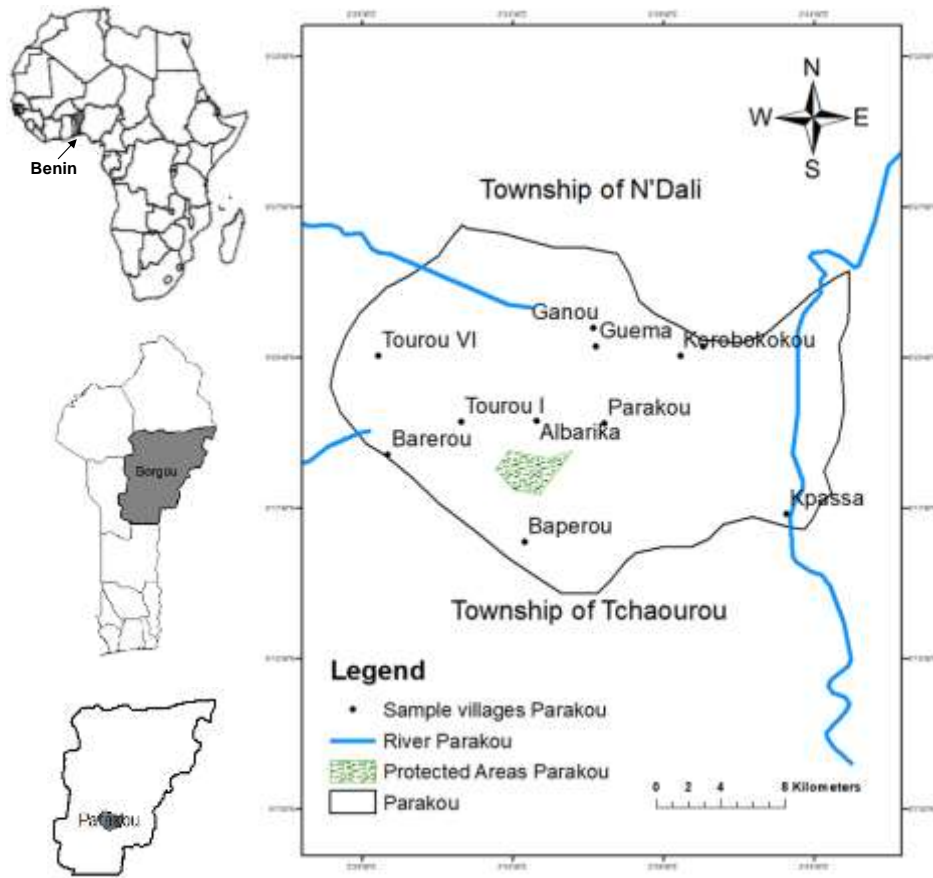 Benin
Borgou
Parakou
N
W
E
S
Township of N'Dali
Ganou
Guema
Korobokokou
Tourou VI
Tourou I
Parakou
Albarika
Barerou
Kpassa
Baperou
Township of Tchaourou
Legend
Sample villages Parakou
River Parakou
Protected Areas Parakou
Parakou
0 2 4 8 Kilometers